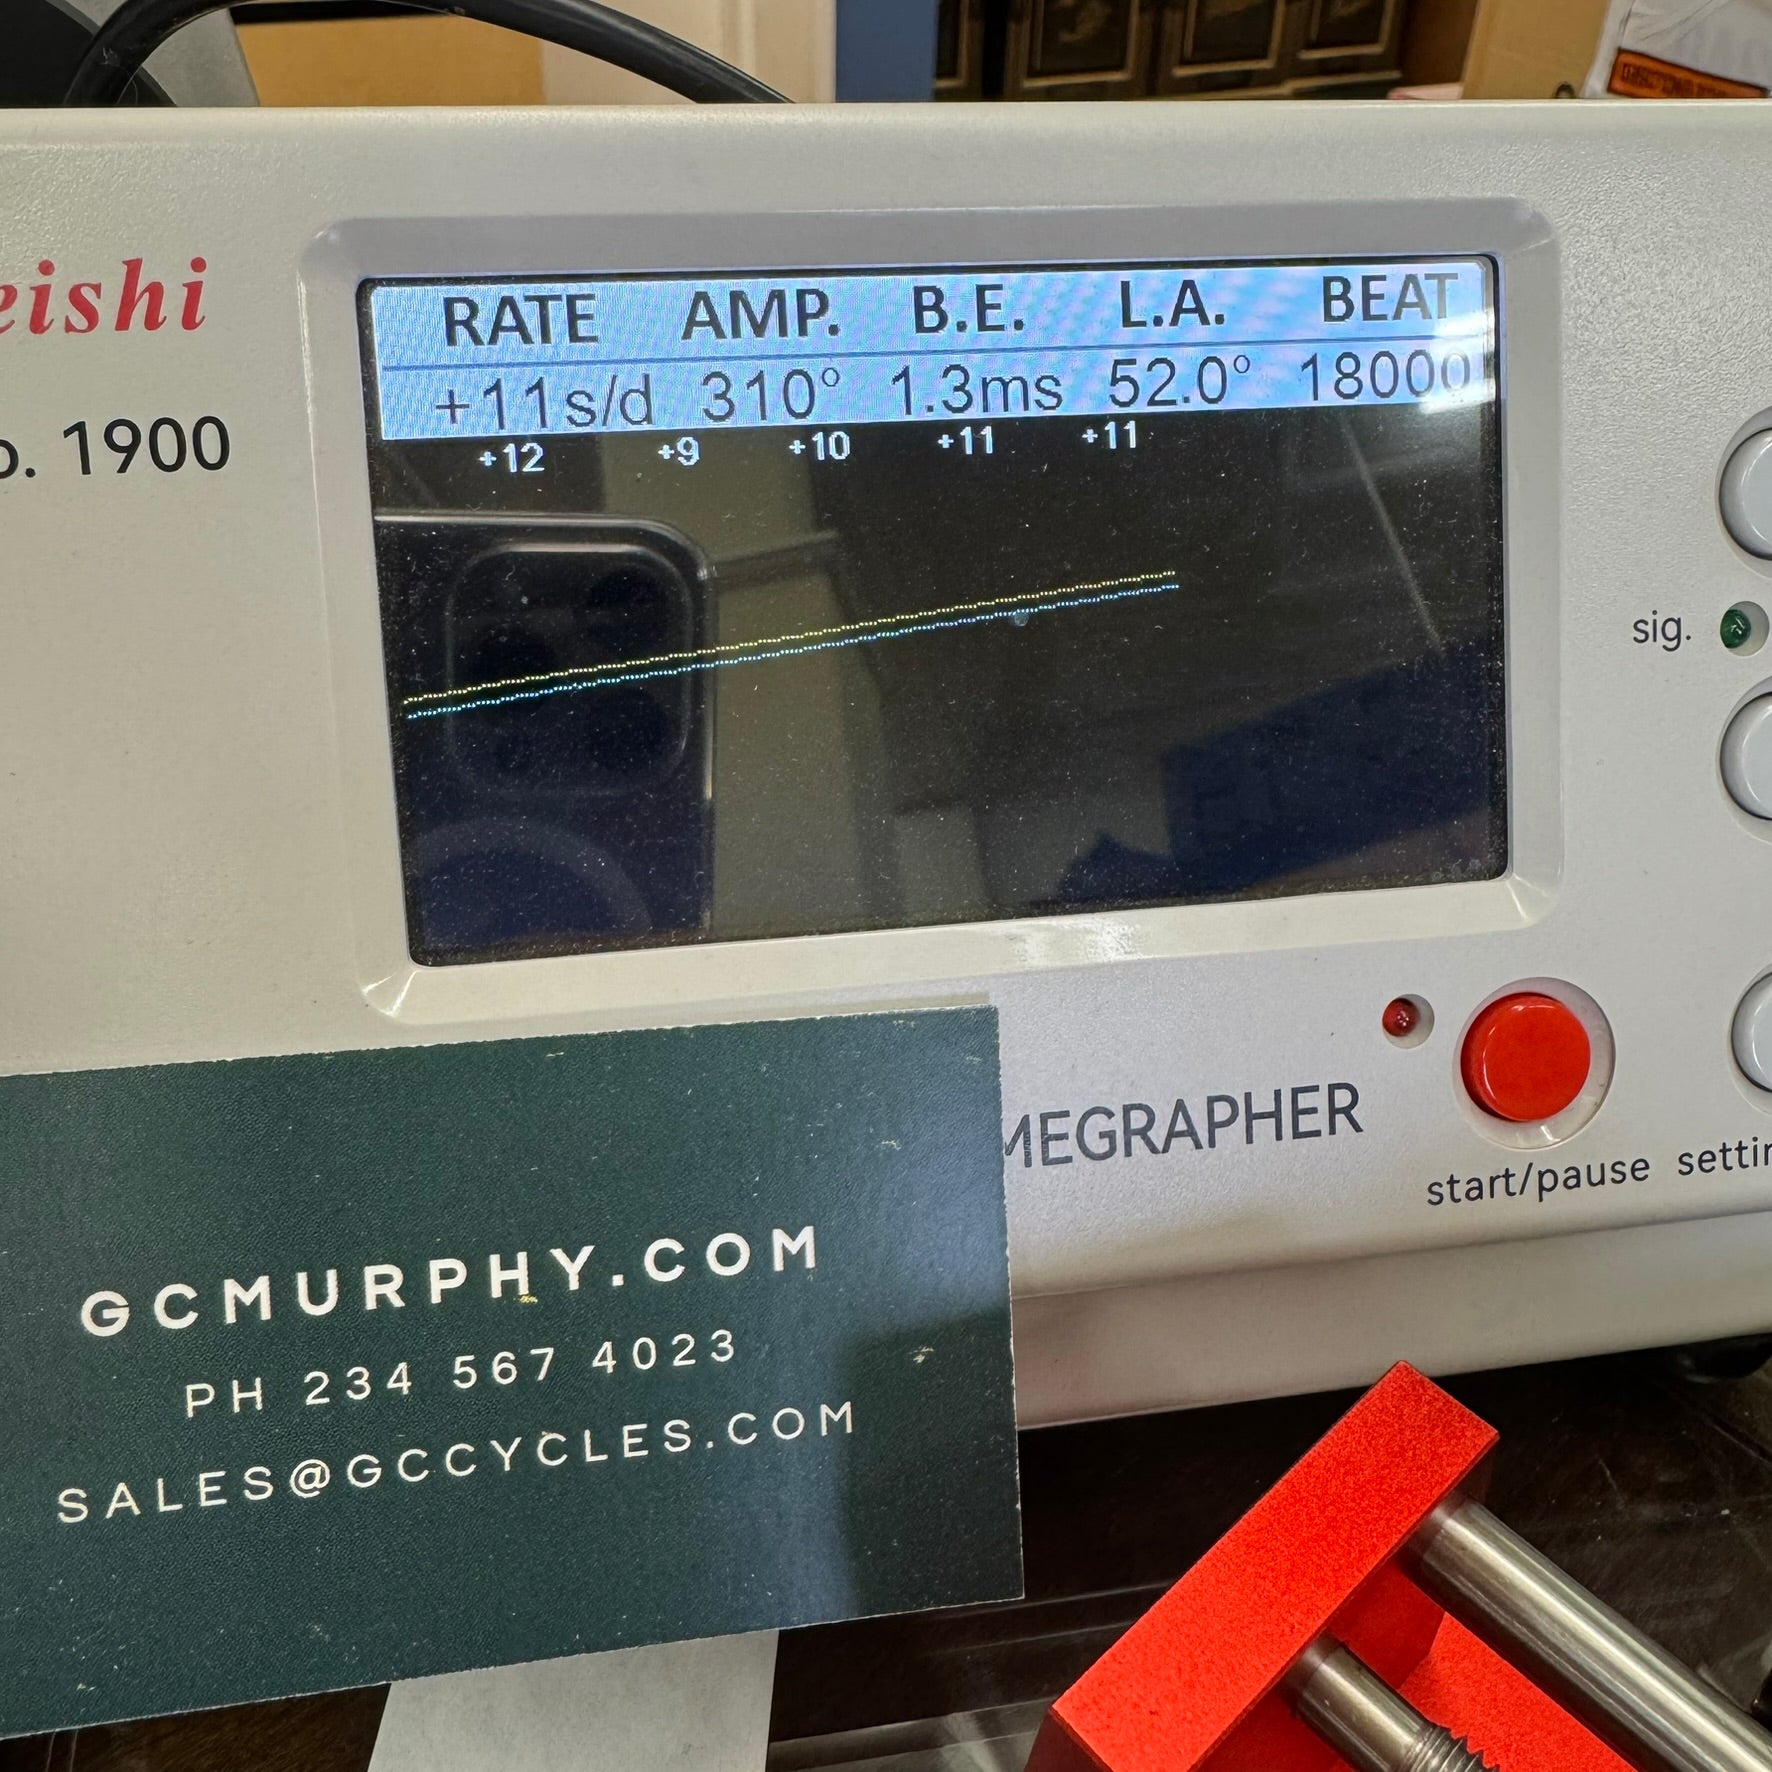 eishi
o. 1900
RATE AMP. B.E. L.A. BEAT
+11s/d 310° 1.3ms 52.0° 18000
+12 +9 +10 +11 +11
sig.
MEGRAPHER
start/pause settin
GCMURPHY.COM
PH 234 567 4023
SALES@GCCYCLES.COM